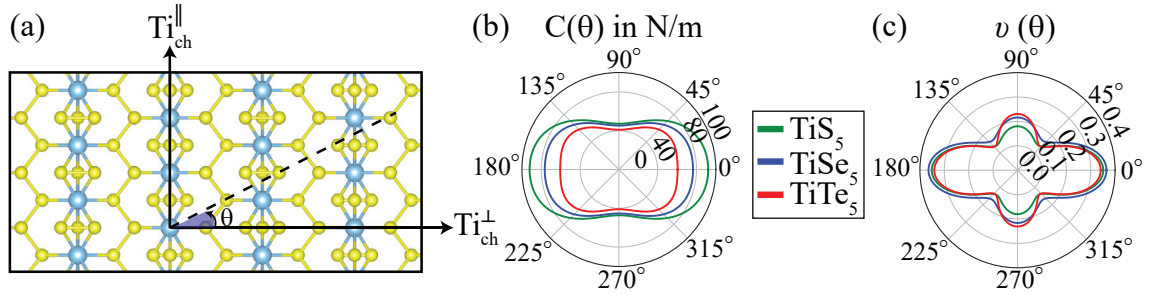 (a)
Ti∥ch
θ
Ti⊥ch
(b)
C(θ) in N/m
90°
135°
45°
100
80
40
0
180°
0°
225°
315°
270°
TiS5
TiSe5
TiTe5
(c)
υ (θ)
90°
135°
45°
0.4
0.3
0.2
0.1
0.0
180°
0°
225°
315°
270°